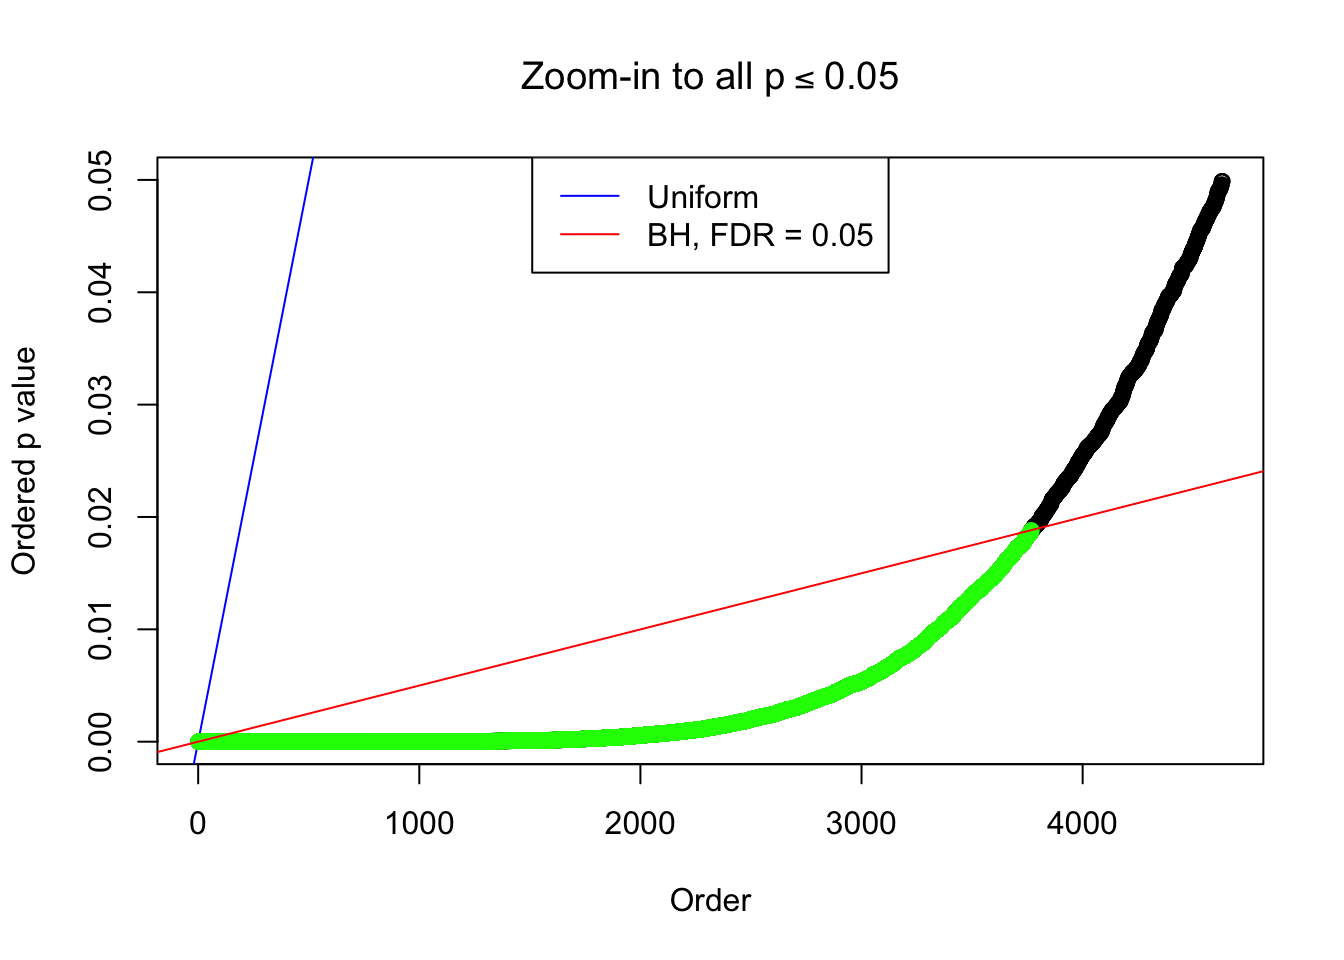 Zoom-in to all p ≤ 0.05
Uniform
BH, FDR = 0.05
0.05
0.04
0.03
0.02
0.01
0.00
Ordered p value
0 1000 2000 3000 4000
Order